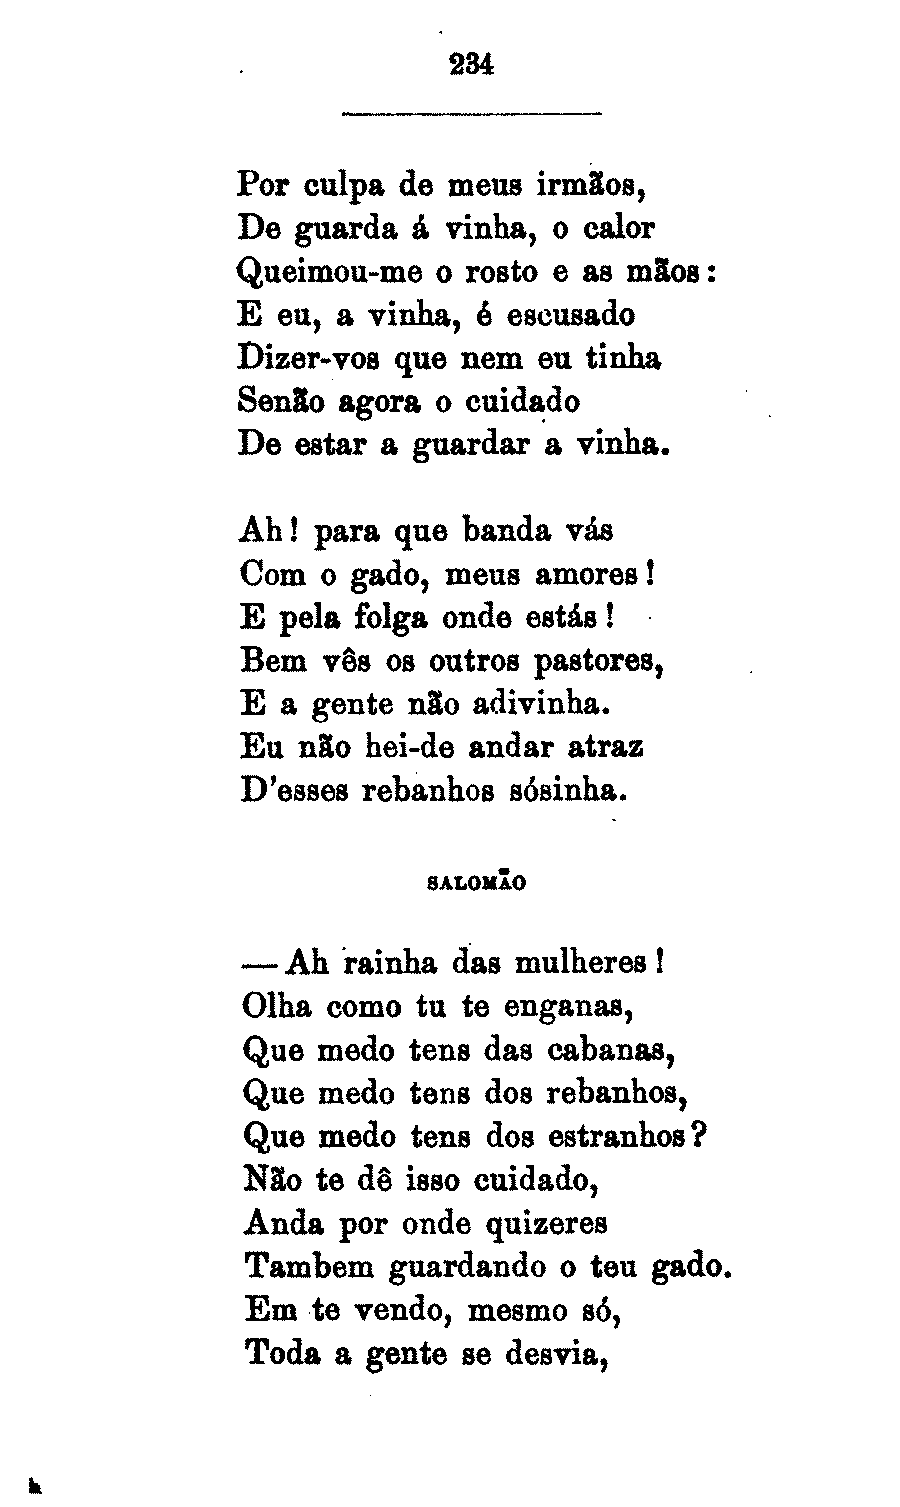 234
Por culpa de meus irmãos,
De guarda á vinha, o calor
Queimou-me o rosto e as mãos:
E eu, a vinha, é escusado
Dizer-vos que nem eu tinha
Senão agora o cuidado
De estar a guardar a vinha.
Ah! para que banda vás
Com o gado, meus amores!
E pela folga onde estás!
Bem vês os outros pastores,
E a gente não adivinha.
Eu não hei-de andar atraz
D'esses rebanhos sósinha.
SALOMÃO
— Ah rainha das mulheres!
Olha como tu te enganas,
Que medo tens das cabanas,
Que medo tens dos rebanhos,
Que medo tens dos estranhos?
Não te dê isso cuidado,
Anda por onde quizeres
Tambem guardando o teu gado.
Em te vendo, mesmo só,
Toda a gente se desvia,